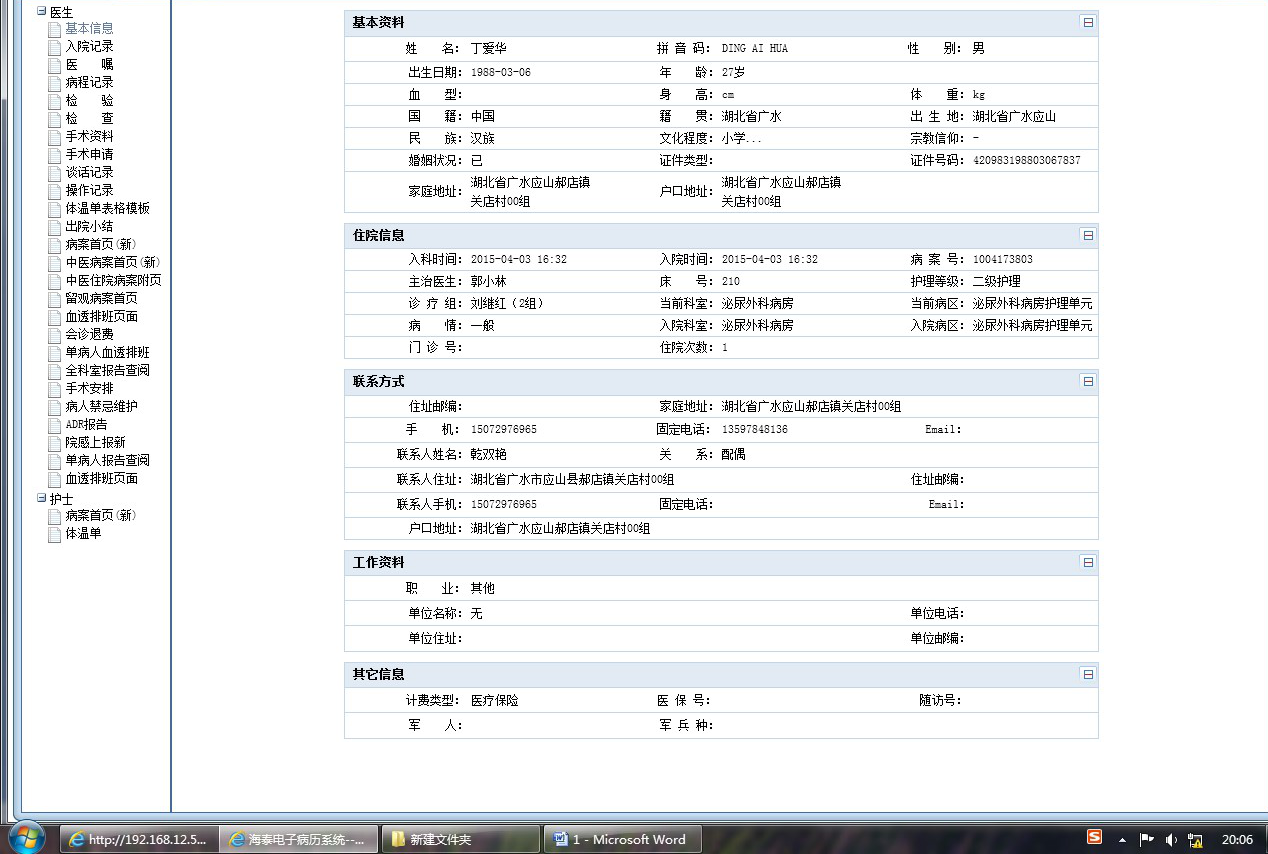 医生
基本信息
入院记录
医 嘱
病程记录
检 验
检 查
手术资料
手术申请
谈话记录
操作记录
体温单表格模板
出院小结
病案首页(新)
中医病案首页(新)
中医住院病案附页
留观病案首页
血透排班页面
会诊退费
单病人血透排班
全科室报告查阅
手术安排
病人禁忌维护
ADR报告
院感上报新
单病人报告查阅
血透排班页面
护士
病案首页(新)
体温单
基本资料
姓 名: 丁爱华 拼 音 码: DING AI HUA 性 别: 男
出生日期: 1988-03-06 年 龄: 27岁
血 型: 身 高: cm 体 重: kg
国 籍: 中国 籍 贯: 湖北省广水 出 生 地: 湖北省广水应山
民 族: 汉族 文化程度: 小学... 宗教信仰: -
婚姻状况: 已 证件类型: 证件号码: 420983198803067837
家庭地址: 湖北省广水应山郝店镇 户口地址: 湖北省广水应山郝店镇
关店村00组 关店村00组
住院信息
入科时间: 2015-04-03 16:32 入院时间: 2015-04-03 16:32 病 案 号: 1004173803
主治医生: 郭小林 床 号: 210 护理等级: 二级护理
诊 疗 组: 刘继红(2组) 当前科室: 泌尿外科病房 当前病区: 泌尿外科病房护理单元
病 情: 一般 入院科室: 泌尿外科病房 入院病区: 泌尿外科病房护理单元
门 诊 号: 住院次数: 1
联系方式
住址邮编: 家庭地址: 湖北省广水应山郝店镇关店村00组
手 机: 15072976965 固定电话: 13597848136 Email:
联系人姓名: 乾双艳 关 系: 配偶
联系人住址: 湖北省广水市应山县郝店镇关店村00组 住址邮编:
联系人手机: 15072976965 固定电话: Email:
户口地址: 湖北省广水应山郝店镇关店村00组
工作资料
职 业: 其他
单位名称: 无 单位电话:
单位住址: 单位邮编:
其它信息
计费类型: 医疗保险 医 保 号: 随访号:
军 人: 军 兵 种:
http://192.168.12.5... 海泰电子病历系统--... 新建文件夹 1 - Microsoft Word 20:06